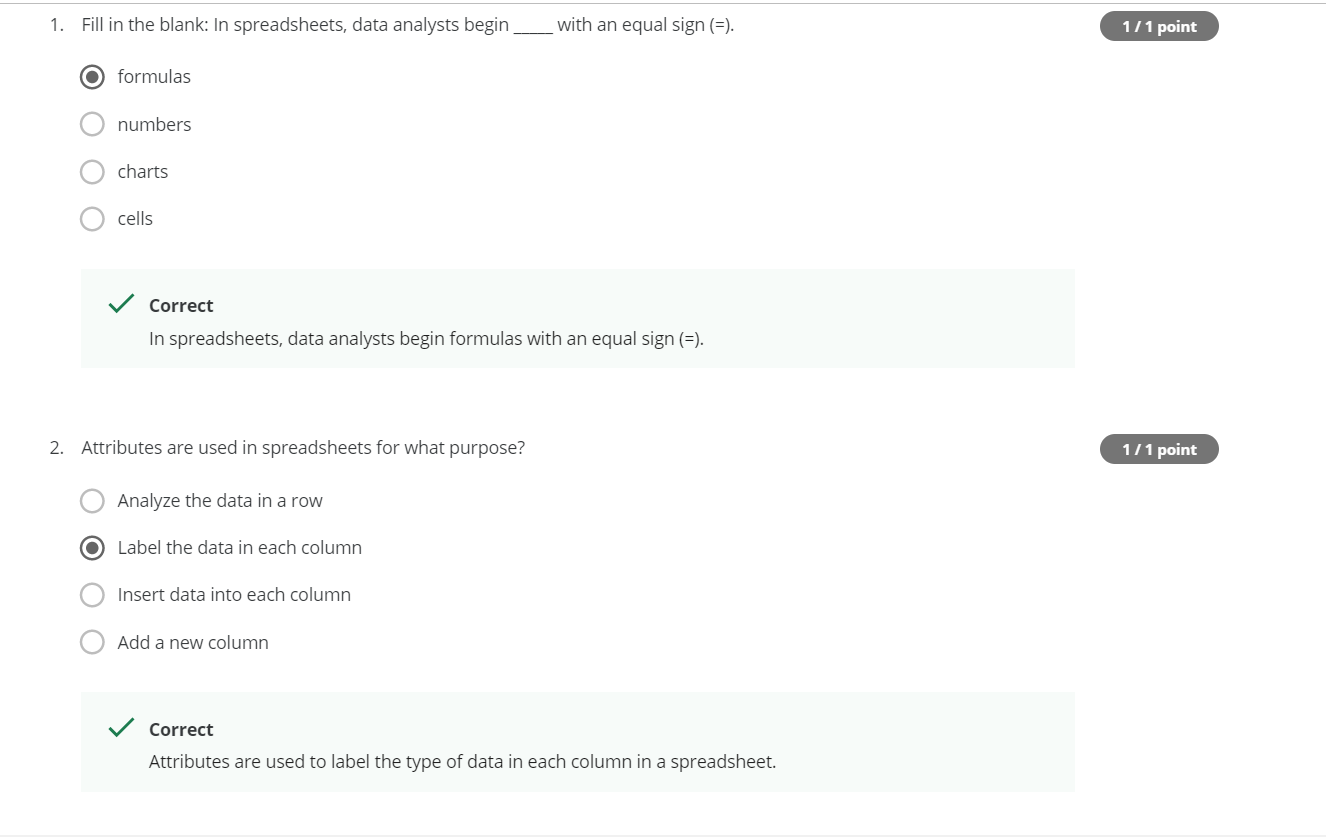 1. Fill in the blank: In spreadsheets, data analysts begin _____ with an equal sign (=).
1 / 1 point
formulas
numbers
charts
cells
Correct
In spreadsheets, data analysts begin formulas with an equal sign (=).
2. Attributes are used in spreadsheets for what purpose?
1 / 1 point
Analyze the data in a row
Label the data in each column
Insert data into each column
Add a new column
Correct
Attributes are used to label the type of data in each column in a spreadsheet.